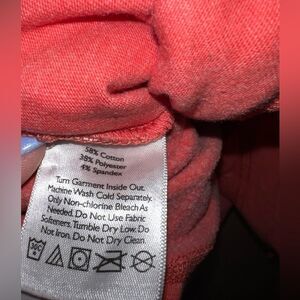 58% Cotton
38% Polyester
4% Spandex
Turn Garment Inside Out.
Machine Wash Cold Separately.
Only Non-chlorine Bleach As
Needed. Do Not Use Fabric
Softeners. Tumble Dry Low. Do
Not Iron. Do Not Dry Clean.